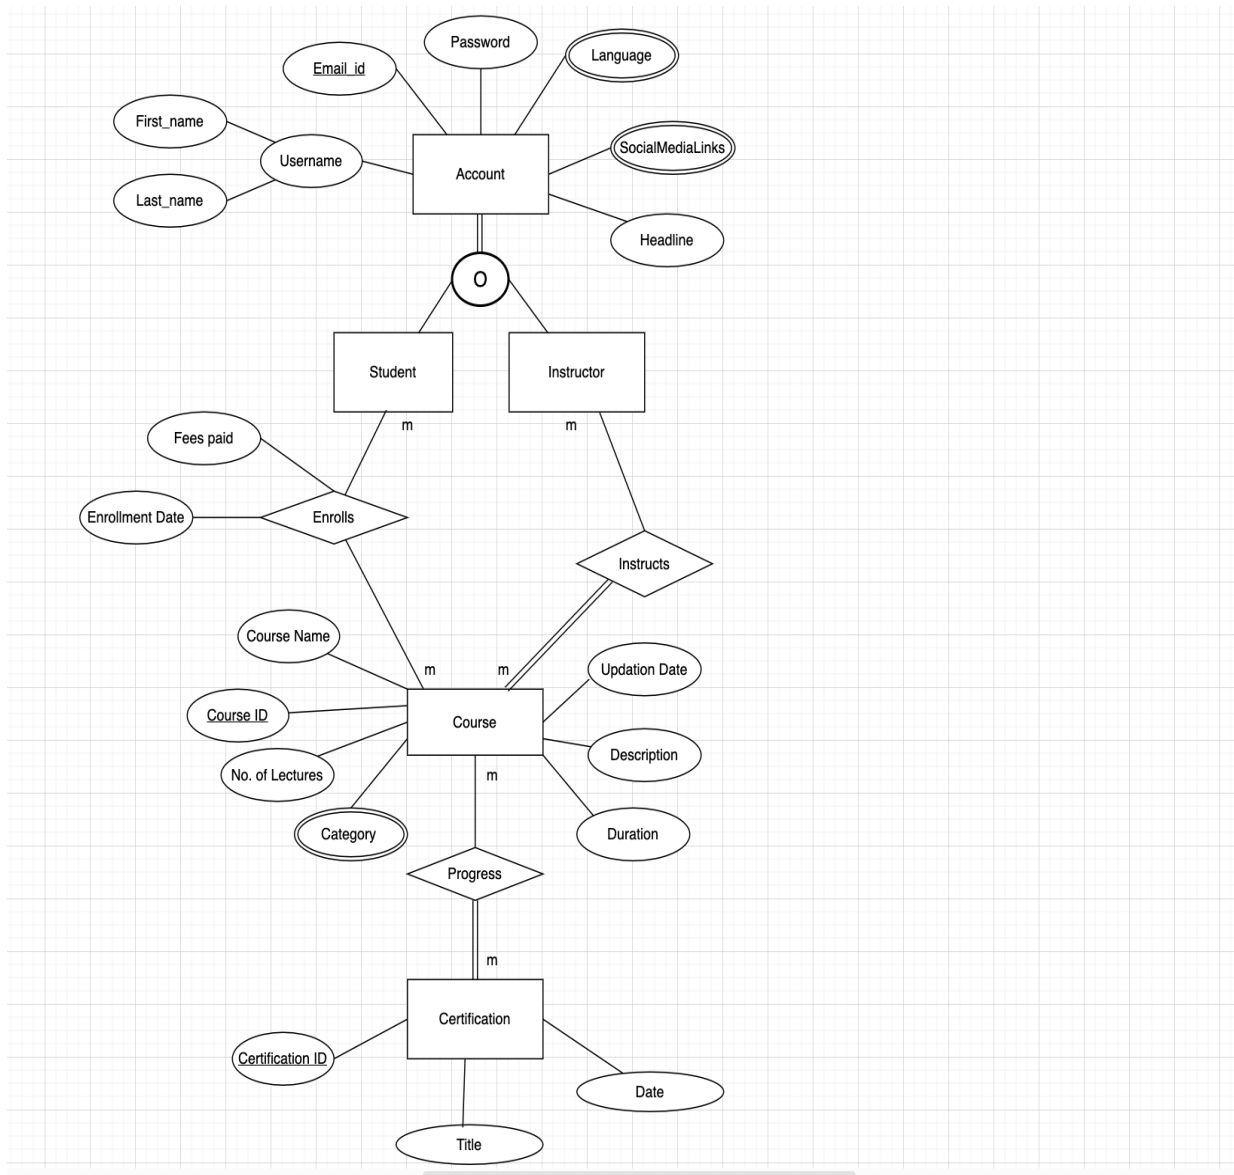 Password
Language
Email_id
First_name
SocialMediaLinks
Username
Account
Last_name
Headline
O
Student
Instructor
m
m
Fees paid
Enrollment Date
Enrolls
Instructs
Course Name
m
m
Updation Date
Course ID
Course
Description
No. of Lectures
m
Category
Duration
Progress
m
Certification
Certification ID
Date
Title